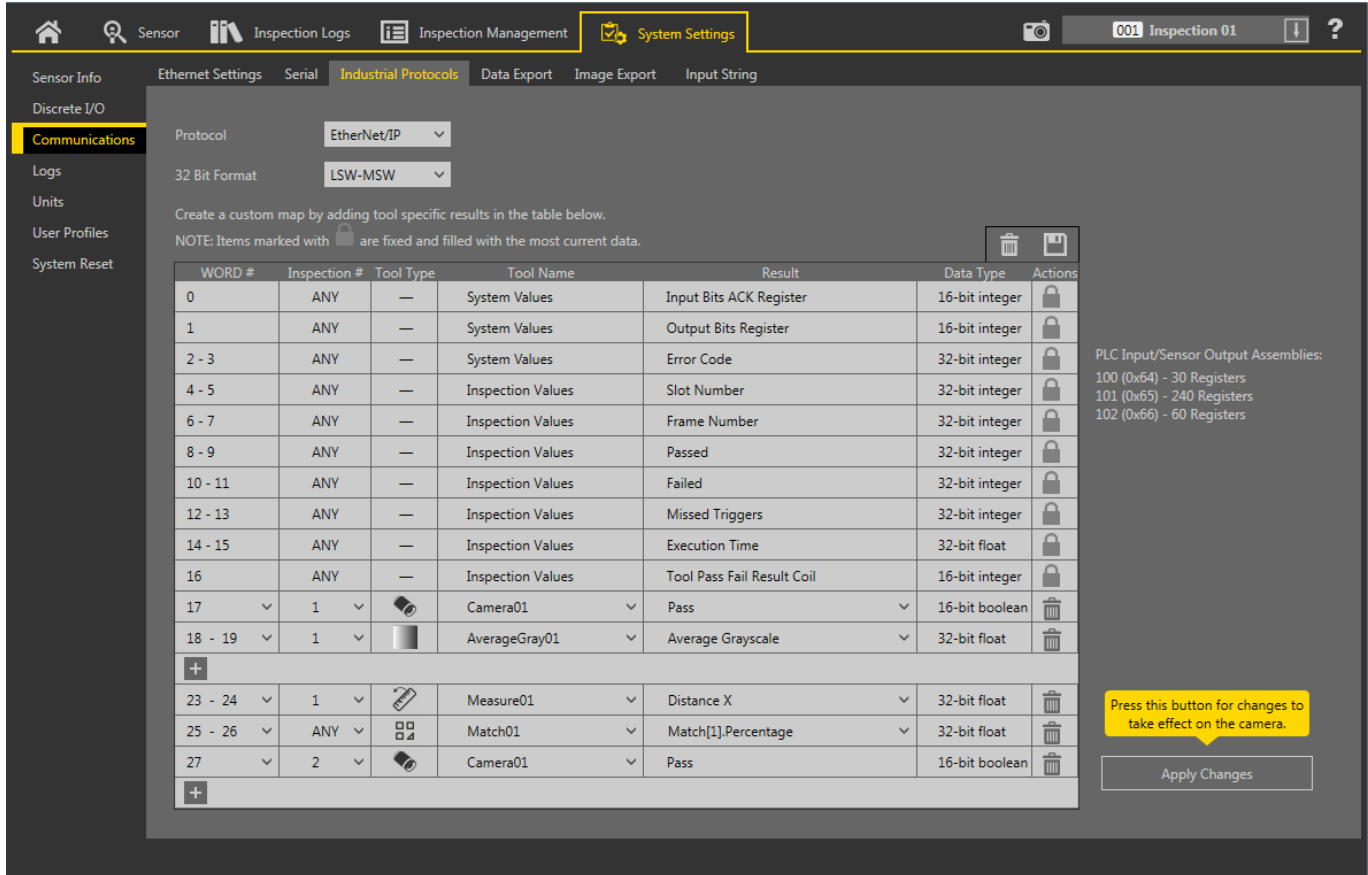 Sensor Inspection Logs Inspection Management System Settings 001 Inspection 01 ?
Sensor Info
Discrete I/O
Communications
Logs
Units
User Profiles
System Reset
Ethernet Settings Serial Industrial Protocols Data Export Image Export Input String
Protocol EtherNet/IP
32 Bit Format LSW-MSW
Create a custom map by adding tool specific results in the table below.
NOTE: Items marked with are fixed and filled with the most current data.
WORD # Inspection # Tool Type Tool Name Result Data Type Actions
0 ANY — System Values Input Bits ACK Register 16-bit integer
1 ANY — System Values Output Bits Register 16-bit integer
2 - 3 ANY — System Values Error Code 32-bit integer
4 - 5 ANY — Inspection Values Slot Number 32-bit integer
6 - 7 ANY — Inspection Values Frame Number 32-bit integer
8 - 9 ANY — Inspection Values Passed 32-bit integer
10 - 11 ANY — Inspection Values Failed 32-bit integer
12 - 13 ANY — Inspection Values Missed Triggers 32-bit integer
14 - 15 ANY — Inspection Values Execution Time 32-bit float
16 ANY — Inspection Values Tool Pass Fail Result Coil 16-bit integer
17 1 Camera01 Pass 16-bit boolean
18 - 19 1 AverageGray01 Average Grayscale 32-bit float
+
23 - 24 1 Measure01 Distance X 32-bit float
25 - 26 ANY Match01 Match[1].Percentage 32-bit float
27 2 Camera01 Pass 16-bit boolean
+
PLC Input/Sensor Output Assemblies:
100 (0x64) - 30 Registers
101 (0x65) - 240 Registers
102 (0x66) - 60 Registers
Press this button for changes to
take effect on the camera.
Apply Changes